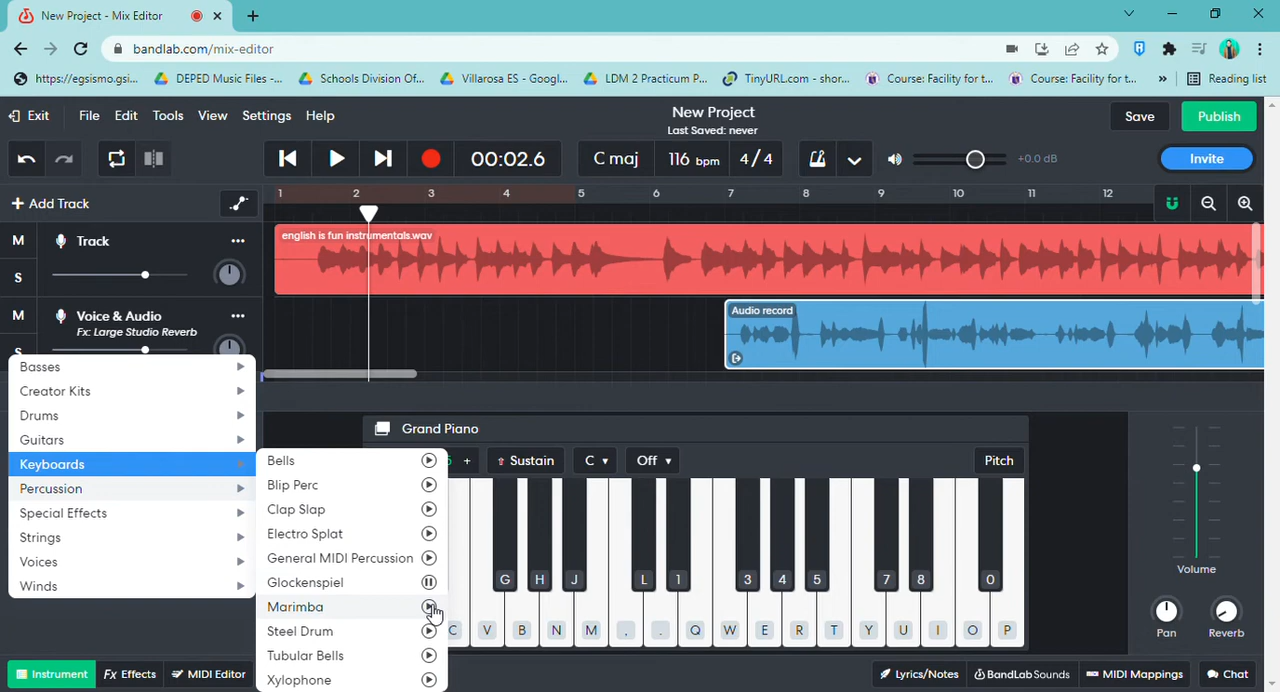 New Project - Mix Editor
bandlab.com/mix-editor
https://egsismo.gsi...
DEPED Music Files -...
Schools Division Of...
Villarosa ES - Googl...
LDM 2 Practicum P...
TinyURL.com - shor...
Course: Facility for t...
Course: Facility for t...
»
Reading list
Exit
File
Edit
Tools
View
Settings
Help
New Project
Last Saved: never
Save
Publish
00:02.6
C maj
116 bpm
4/4
+0.0 dB
Invite
+ Add Track
1 2 3 4 5 6 7 8 9 10 11 12
M
Track
S
english is fun instrumentals.wav
M
Voice & Audio
Fx: Large Studio Reverb
S
Audio record
Basses
Creator Kits
Drums
Guitars
Keyboards
Percussion
Special Effects
Strings
Voices
Winds
Bells
Blip Perc
Clap Slap
Electro Splat
General MIDI Percussion
Glockenspiel
Marimba
Steel Drum
Tubular Bells
Xylophone
Grand Piano
+
Sustain
C
Off
Pitch
G H J L 1 3 4 5 7 8 0
C V B N M , . Q W E R T Y U I O P
Volume
Pan
Reverb
Instrument
Fx Effects
MIDI Editor
Lyrics/Notes
BandLab Sounds
MIDI Mappings
Chat